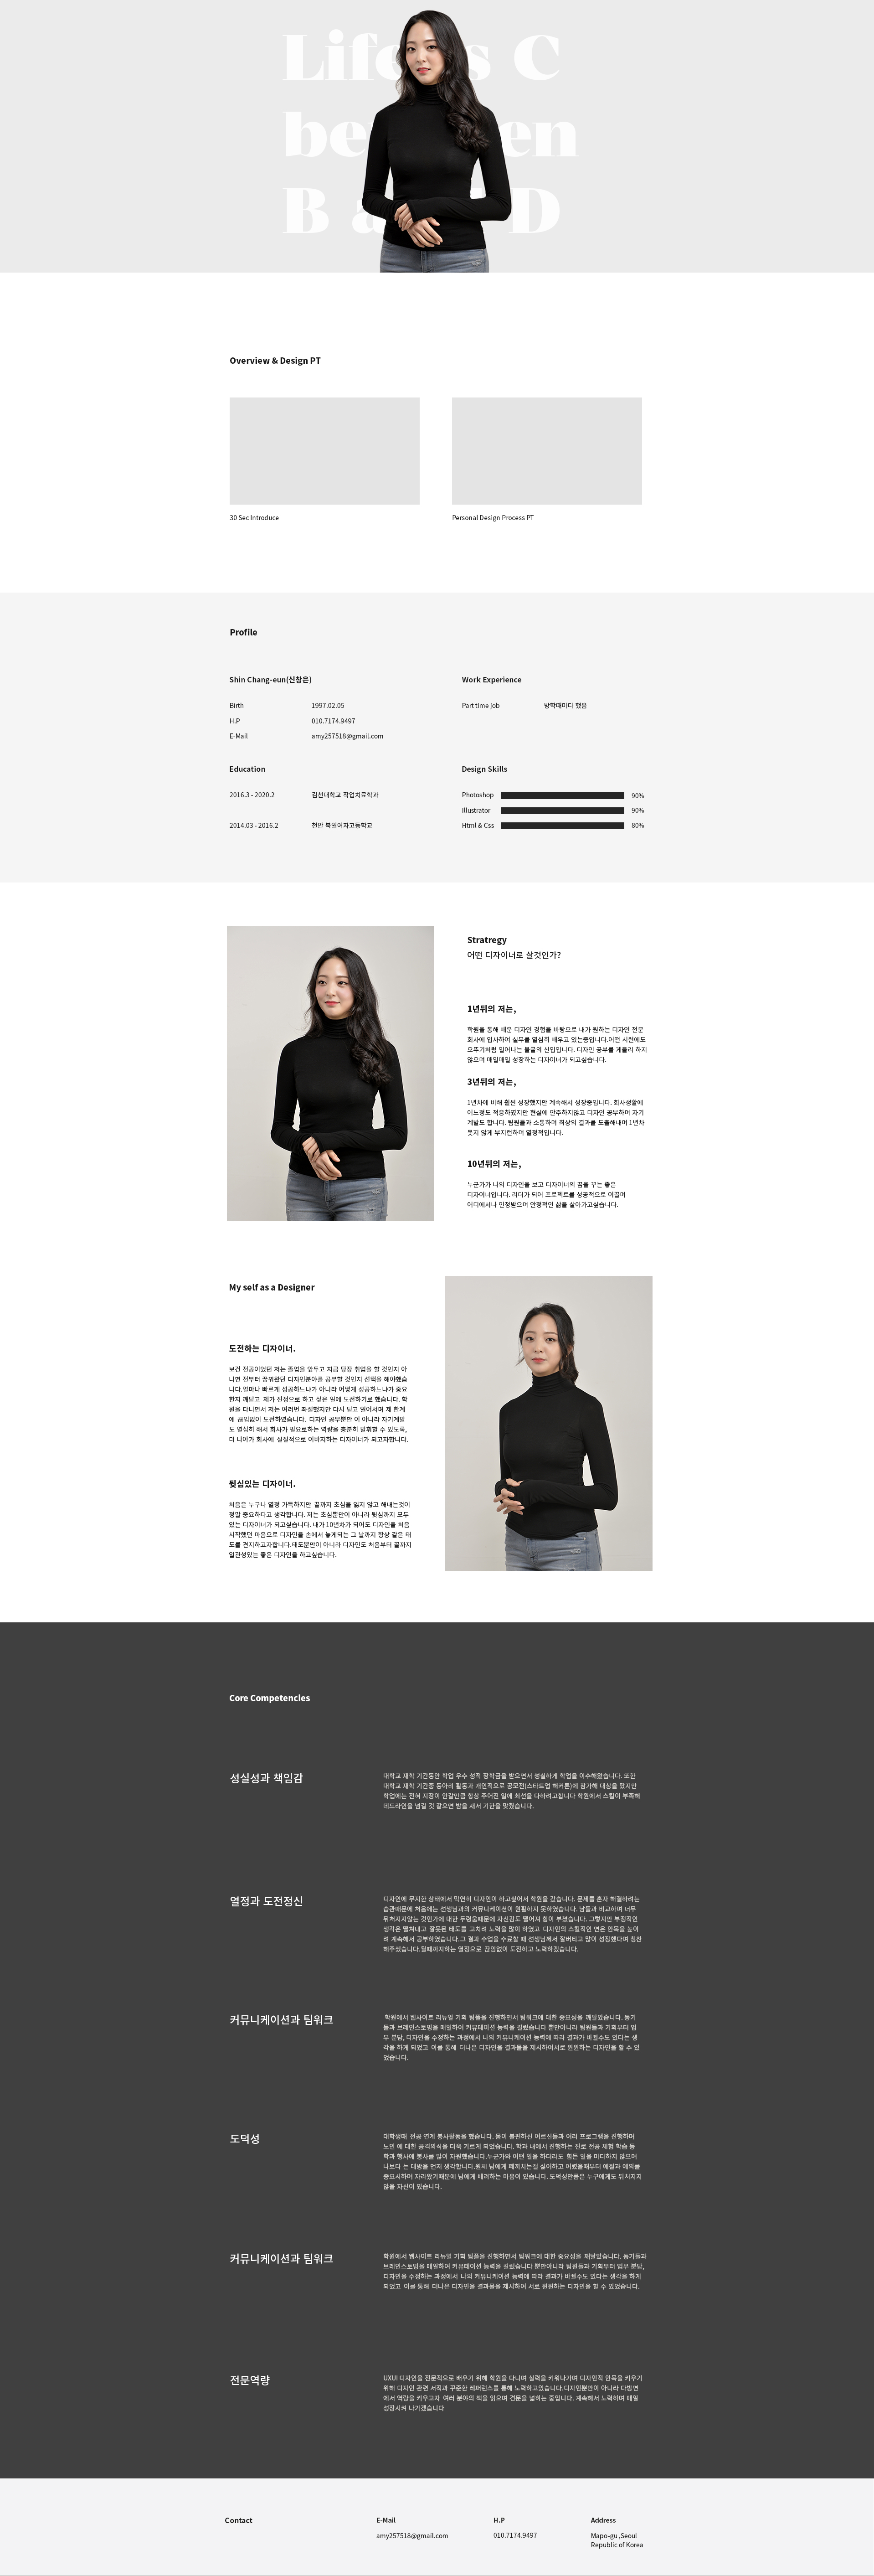 Life is C
between
B a D
Overview & Design PT
30 Sec Introduce
Personal Design Process PT
Profile
Shin Chang-eun(신창은)
Birth 1997.02.05
H.P 010.7174.9497
E-Mail amy257518@gmail.com
Work Experience
Part time job 방학때마다 했음
Education
2016.3 - 2020.2 김천대학교 작업치료학과
2014.03 - 2016.2 천안 복일여자고등학교
Design Skills
Photoshop 90%
Illustrator 90%
Html & Css 80%
Stratregy
어떤 디자이너로 살것인가?
1년뒤의 저는,
학원을 통해 배운 디자인 경험을 바탕으로 내가 원하는 디자인 전문
회사에 입사하여 실무를 열심히 배우고 있는중입니다.어떤 시련에도
오뚜기처럼 일어나는 불굴의 신입입니다. 디자인 공부를 게을리 하지
않으며 매일매일 성장하는 디자이너가 되고싶습니다.
3년뒤의 저는,
1년차에 비해 훨씬 성장했지만 계속해서 성장중입니다. 회사생활에
어느정도 적응하였지만 현실에 안주하지않고 디자인 공부하며 자기
계발도 합니다. 팀원들과 소통하며 최상의 결과를 도출해내며 1년차
못지 않게 부지런하며 열정적입니다.
10년뒤의 저는,
누군가가 나의 디자인을 보고 디자이너의 꿈을 꾸는 좋은
디자이너입니다. 리더가 되어 프로젝트를 성공적으로 이끌며
어디에서나 인정받으며 안정적인 삶을 살아가고싶습니다.
My self as a Designer
도전하는 디자이너.
보건 전공이었던 저는 졸업을 앞두고 지금 당장 취업을 할 것인지 아
니면 전부터 꿈꿔왔던 디자인분야를 공부할 것인지 선택을 해야했습
니다.얼마나 빠르게 성공하느냐가 아니라 어떻게 성공하느냐가 중요
한지 깨닫고 제가 진정으로 하고 싶은 일에 도전하기로 했습니다. 학
원을 다니면서 저는 여러번 좌절했지만 다시 딛고 일어서며 제 한계
에 끊임없이 도전하였습니다. 디자인 공부뿐만 이 아니라 자기계발
도 열심히 해서 회사가 필요로하는 역량을 충분히 발휘할 수 있도록,
더 나아가 회사에 실질적으로 이바지하는 디자이너가 되고자합니다.
뒷심있는 디자이너.
처음은 누구나 열정 가득하지만 끝까지 초심을 잃지 않고 해내는것이
정말 중요하다고 생각합니다. 저는 초심뿐만이 아니라 뒷심까지 모두
있는 디자이너가 되고싶습니다. 내가 10년차가 되어도 디자인을 처음
시작했던 마음으로 디자인을 손에서 놓게되는 그 날까지 항상 같은 태
도를 견지하고자합니다.태도뿐만이 아니라 디자인도 처음부터 끝까지
일관성있는 좋은 디자인을 하고싶습니다.
Core Competencies
성실성과 책임감
대학교 재학 기간동안 학업 우수 성적 장학금을 받으면서 성실하게 학업을 이수해왔습니다. 또한
대학교 재학 기간중 동아리 활동과 개인적으로 공모전(스타트업 해커톤)에 참가해 대상을 탔지만
학업에는 전혀 지장이 안갈만큼 항상 주어진 일에 최선을 다하려고합니다 학원에서 스킬이 부족해
데드라인을 넘길 것 같으면 밤을 새서 기한을 맞췄습니다.
열정과 도전정신
디자인에 무지한 상태에서 막연히 디자인이 하고싶어서 학원을 갔습니다. 문제를 혼자 해결하려는
습관때문에 처음에는 선생님과의 커뮤니케이션이 원활하지 못하였습니다. 남들과 비교하며 너무
뒤처지지않는 것인가에 대한 두령움때문에 자신감도 떨어져 힘이 부쳤습니다. 그렇지만 부정적인
생각은 떨쳐내고 잘못된 태도를 고치려 노력을 많이 하였고 디자인의 스킬적인 면은 안목을 높이
려 계속해서 공부하였습니다.그 결과 수업을 수료할 때 선생님께서 잘버티고 많이 성장했다며 칭찬
해주셨습니다.될때까지하는 열정으로 끊임없이 도전하고 노력하겠습니다.
커뮤니케이션과 팀워크
학원에서 웹사이트 리뉴얼 기획 팀플을 진행하면서 팀워크에 대한 중요성을 깨달았습니다. 동기
들과 브레인스토밍을 매일하여 커뮤테이션 능력을 길렀습니다 뿐만아니라 팀원들과 기획부터 업
무 분담, 디자인을 수정하는 과정에서 나의 커뮤니케이션 능력에 따라 결과가 바뀔수도 있다는 생
각을 하게 되었고 이를 통해 더나은 디자인을 결과물을 제시하여서로 윈윈하는 디자인을 할 수 있
었습니다.
도덕성
대학생때 전공 연계 봉사활동을 했습니다. 몸이 불편하신 어르신들과 여러 프로그램을 진행하며
노인 에 대한 공격의식을 더욱 기르게 되었습니다. 학과 내에서 진행하는 진로 전공 체험 학습 등
학과 행사에 봉사를 많이 자원했습니다.누군가와 어떤 일을 하더라도 힘든 일을 마다하지 않으며
나보다 는 대방을 먼저 생각합니다.원체 남에게 폐끼치는걸 싫어하고 어렸을때부터 예절과 예의를
중요시하며 자라왔기때문에 남에게 배려하는 마음이 있습니다. 도덕성만큼은 누구에게도 뒤처지지
않을 자신이 있습니다.
커뮤니케이션과 팀워크
학원에서 웹사이트 리뉴얼 기획 팀플을 진행하면서 팀워크에 대한 중요성을 깨달았습니다. 동기들과
브레인스토밍을 매일하여 커뮤테이션 능력을 길렀습니다 뿐만아니라 팀원들과 기획부터 업무 분담,
디자인을 수정하는 과정에서 나의 커뮤니케이션 능력에 따라 결과가 바뀔수도 있다는 생각을 하게
되었고 이를 통해 더나은 디자인을 결과물을 제시하여 서로 윈윈하는 디자인을 할 수 있었습니다.
전문역량
UXUI 디자인을 전문적으로 배우기 위해 학원을 다니며 실력을 키워나가며 디자인적 안목을 키우기
위해 디자인 관련 서적과 꾸준한 레퍼런스를 통해 노력하고있습니다.디자인뿐만이 아니라 다방면
에서 역량을 키우고자 여러 분야의 책을 읽으며 견문을 넓히는 중입니다. 계속해서 노력하며 매일
성장시켜 나가겠습니다
Contact
E-Mail
amy257518@gmail.com
H.P
010.7174.9497
Address
Mapo-gu ,Seoul
Republic of Korea